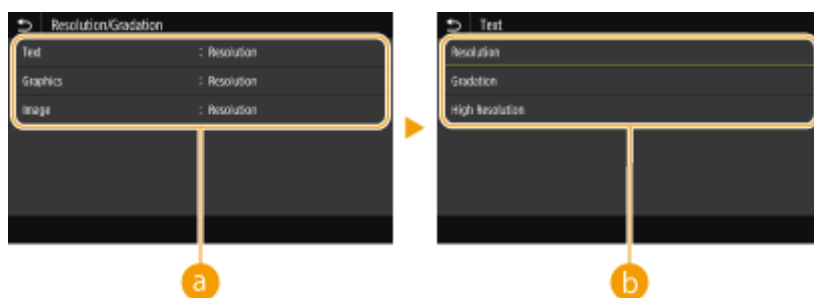 Resolution/Gradation
Text : Resolution
Graphics : Resolution
Image : Resolution
a
Text
Resolution
Gradation
High Resolution
b